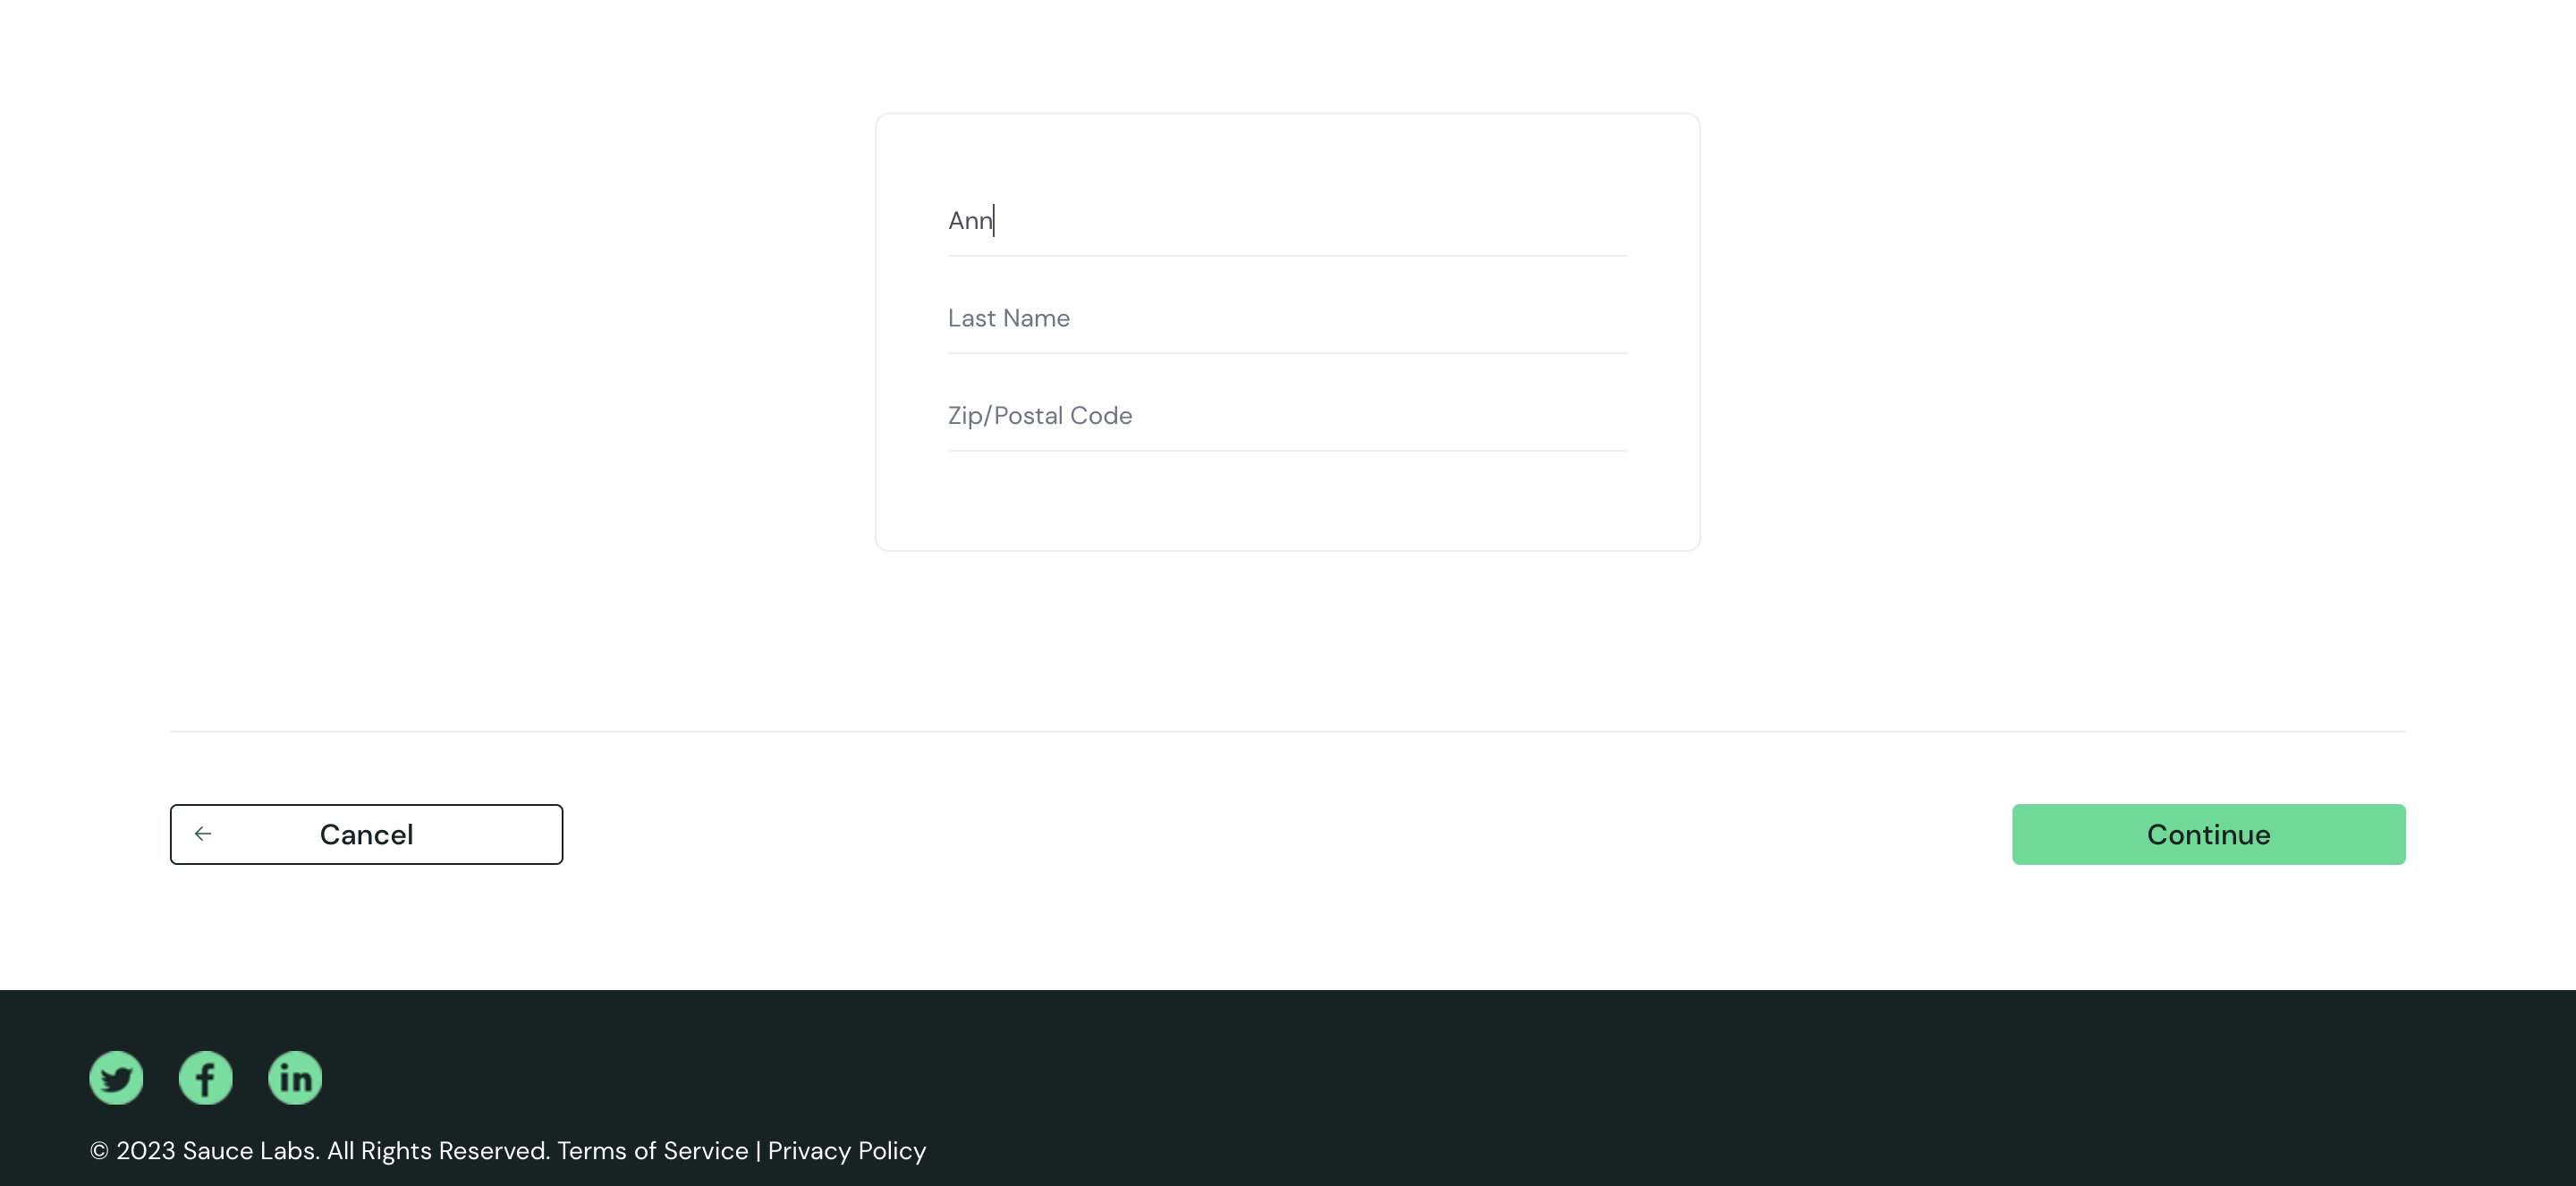 Ann
Last Name
Zip/Postal Code
Cancel
Continue
© 2023 Sauce Labs. All Rights Reserved. Terms of Service | Privacy Policy